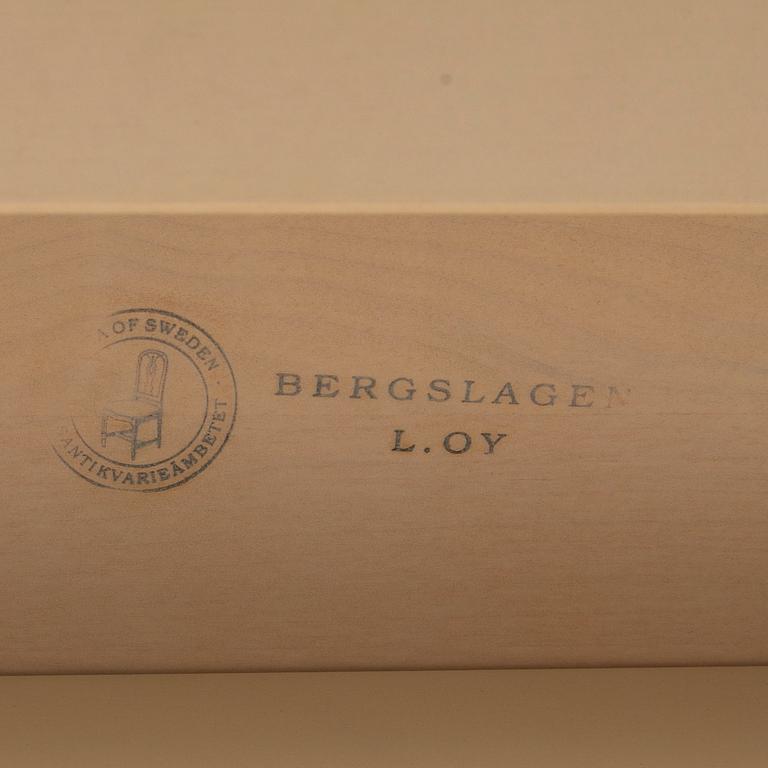 OF SWEDEN
ANTIKVARIEÄMBETET
BERGSLAGEN
L.OY